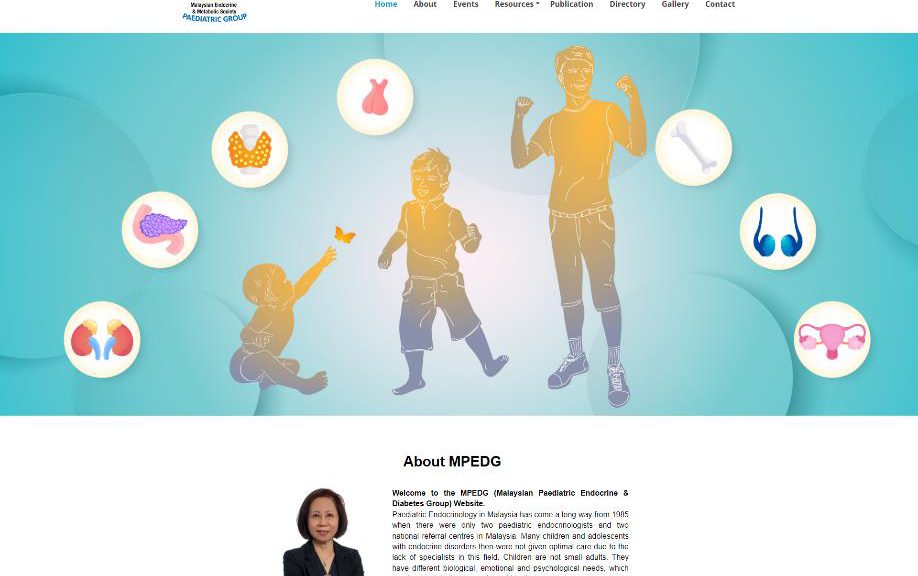 Malaysian Endocrine
& Metabolic Society
PAEDIATRIC GROUP
Home About Events Resources Publication Directory Gallery Contact
About MPEDG
Welcome to the MPEDG (Malaysian Paediatric Endocrine &
Diabetes Group) Website.
Paediatric Endocrinology in Malaysia has come a long way from 1985
when there were only two paediatric endocrinologists and two
national referral centres in Malaysia. Many children and adolescents
with endocrine disorders then were not given optimal care due to the
lack of specialists in this field. Children are not small adults. They
have different biological, emotional and psychological needs, which